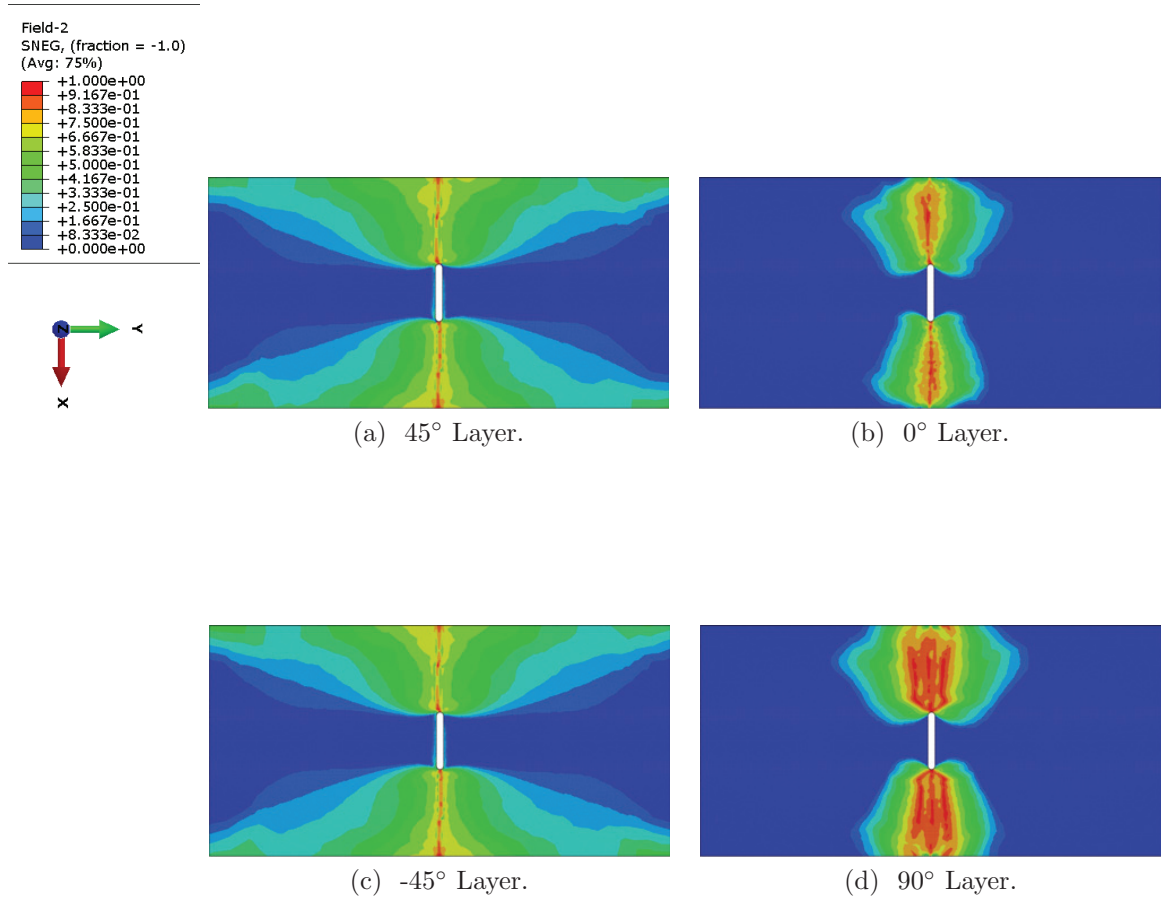 Field-2
SNEG, (fraction = -1.0)
(Avg: 75%)
+1.000e+00
+9.167e-01
+8.333e-01
+7.500e-01
+6.667e-01
+5.833e-01
+5.000e-01
+4.167e-01
+3.333e-01
+2.500e-01
+1.667e-01
+8.333e-02
+0.000e+00
Z
Y
X
(a) 45° Layer.
(b) 0° Layer.
(c) -45° Layer.
(d) 90° Layer.